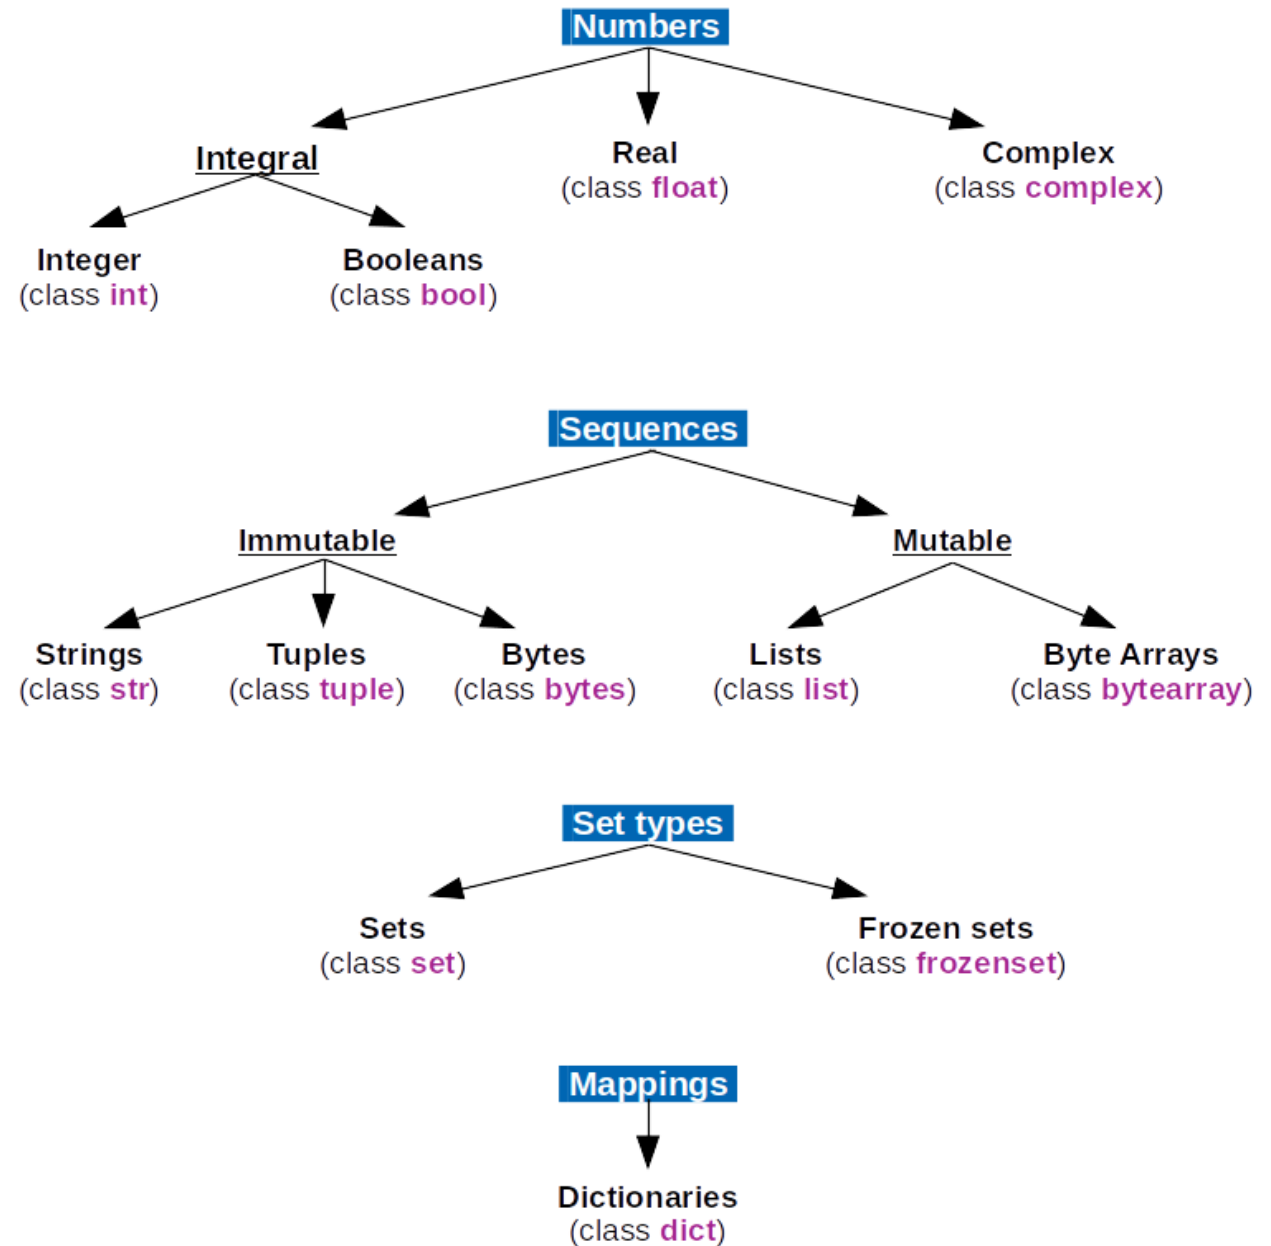 Numbers
Integral
Real
(class float)
Complex
(class complex)
Integer
(class int)
Booleans
(class bool)
Sequences
Immutable
Mutable
Strings
(class str)
Tuples
(class tuple)
Bytes
(class bytes)
Lists
(class list)
Byte Arrays
(class bytearray)
Set types
Sets
(class set)
Frozen sets
(class frozenset)
Mappings
Dictionaries
(class dict)